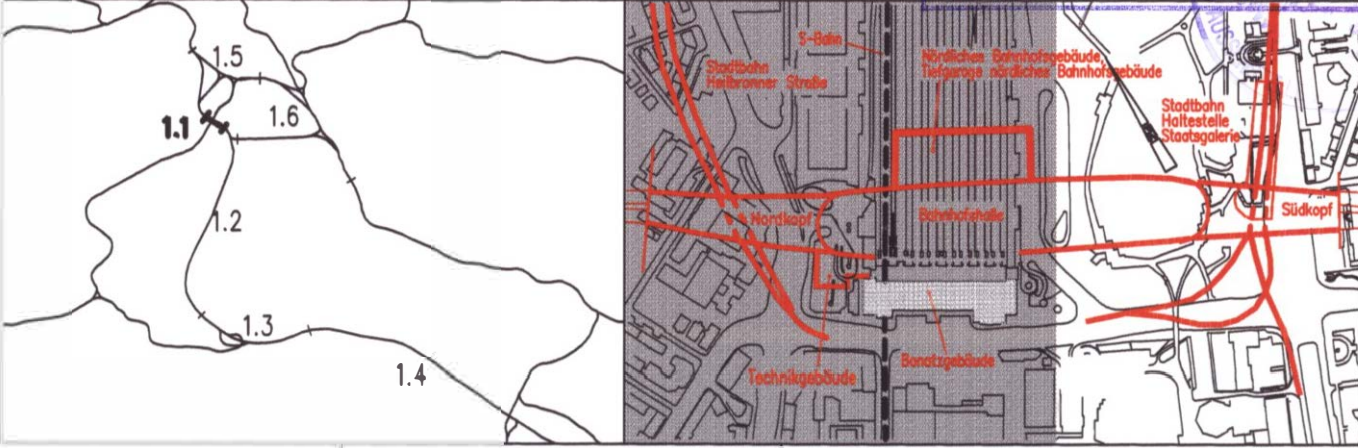 1.5
1.1
1.6
1.2
1.3
1.4
S-Bahn
Stadtbahn
Heilbronner Straße
Nördliches Bahnhofsgebäude,
Tiefgarage nördliches Bahnhofsgebäude
Stadtbahn
Haltestelle
Staatsgalerie
Nordkopf
Bahnhofshalle
Südkopf
Technikgebäude
Bonatzgebäude